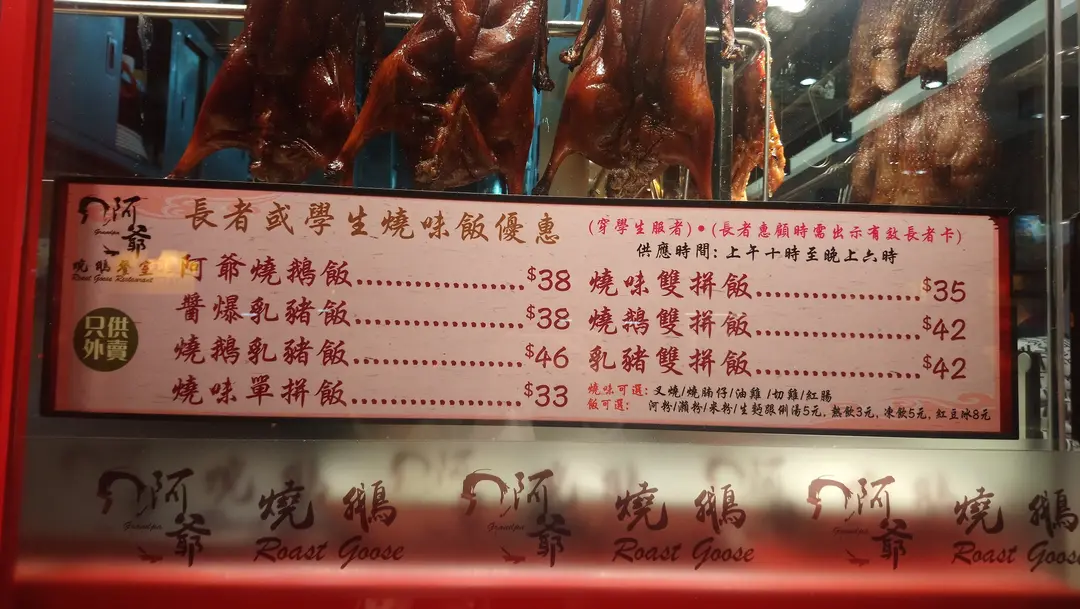 阿爺
Grandpa
燒鵝餐室
Roast Goose Restaurant
只供
外賣
長者或學生燒味飯優惠
(穿學生服者)•(長者惠顧時需出示有效長者卡)
供應時間: 上午十時至晚上六時
阿爺燒鵝飯 $38
醬爆乳豬飯 $38
燒鵝乳豬飯 $46
燒味單拼飯 $33
燒味雙拼飯 $35
燒鵝雙拼飯 $42
乳豬雙拼飯 $42
燒味可選: 叉燒/燒腩仔/油雞/切雞/紅腸
飯可選: 河粉/瀨粉/米粉/生麪跟例湯5元, 熱飲3元, 凍飲5元, 紅豆冰8元
阿爺 燒鵝 阿爺 燒鵝 阿爺 燒鵝
Grandpa Roast Goose Grandpa Roast Goose Grandpa Roast Goose